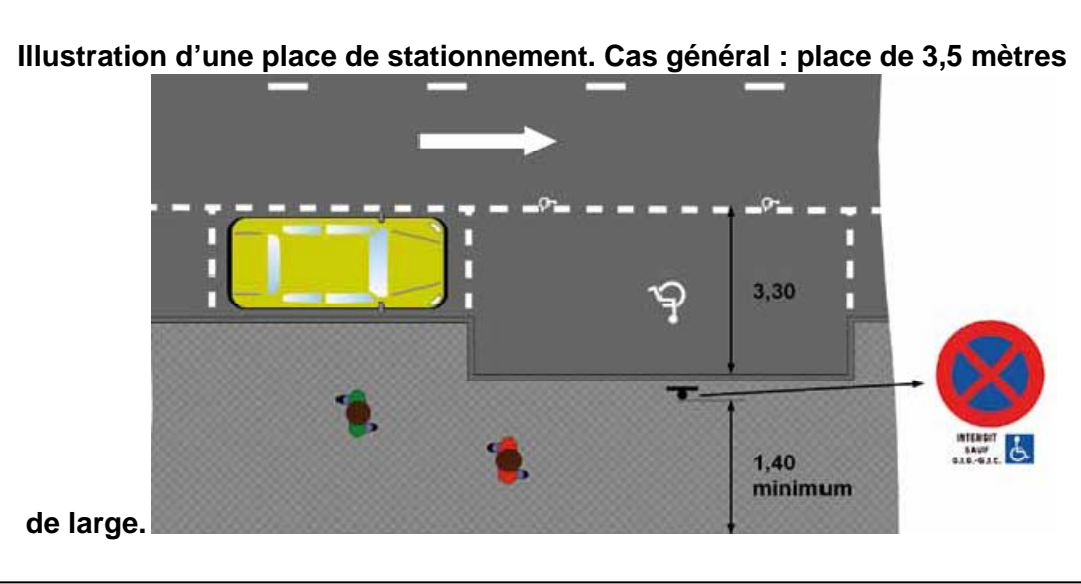 Illustration d’une place de stationnement. Cas général : place de 3,5 mètres
3,30
INTERDIT
SAUF
G.I.G.-G.I.C.
1,40
minimum
de large.